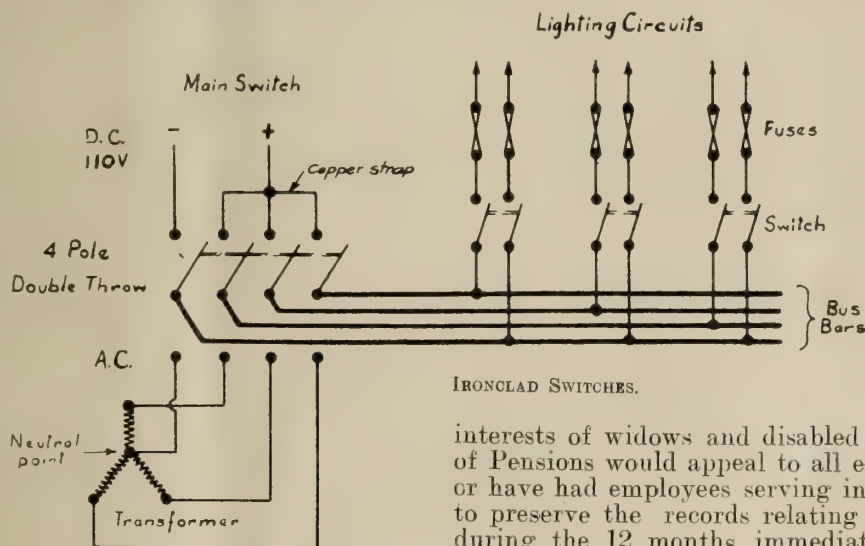 Lighting Circuits
Main Switch
D.C.
110V
-
+
Copper strap
Fuses
4 Pole
Double Throw
Switch
Bus
Bars
A.C.
Neutral
point
Transformer
IRONCLAD SWITCHES.
interests of widows and disabled
of Pensions would appeal to all e
or have had employees serving in
to preserve the records relating
during the 12 months immediat